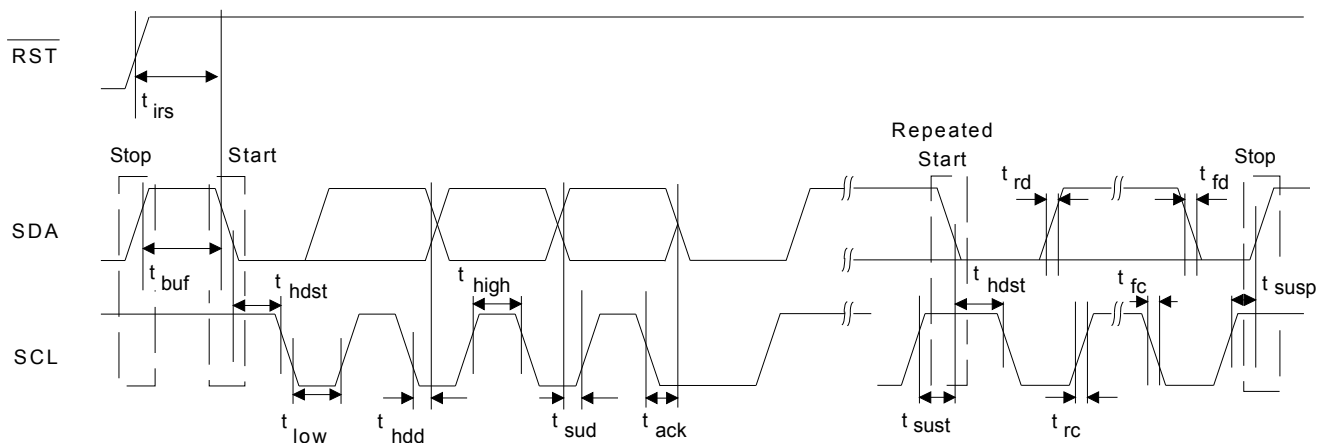 RST
t irs
Repeated
Stop
Start
Start
Stop
t rd
t fd
SDA
t buf
t hdst
t high
t hdst
t fc
t susp
SCL
t low
t hdd
t sud
t ack
t sust
t rc